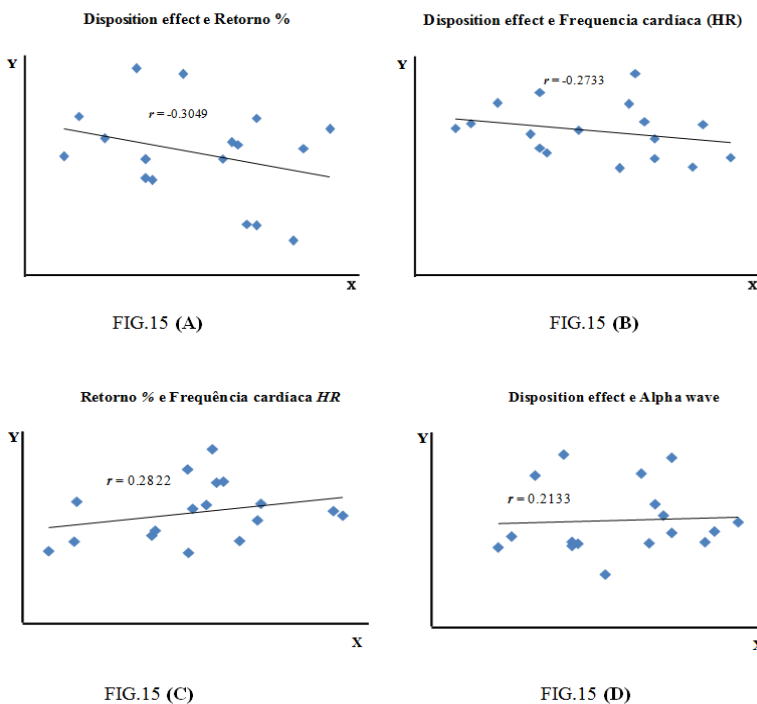 Disposition effect e Retorno %
Y
r = -0.3049
X
FIG.15 (A)
Disposition effect e Frequencia cardíaca (HR)
Y
r = -0.2733
X
FIG.15 (B)
Retorno % e Frequência cardíaca HR
Y
r = 0.2822
X
FIG.15 (C)
Disposition effect e Alpha wave
Y
r = 0.2133
X
FIG.15 (D)